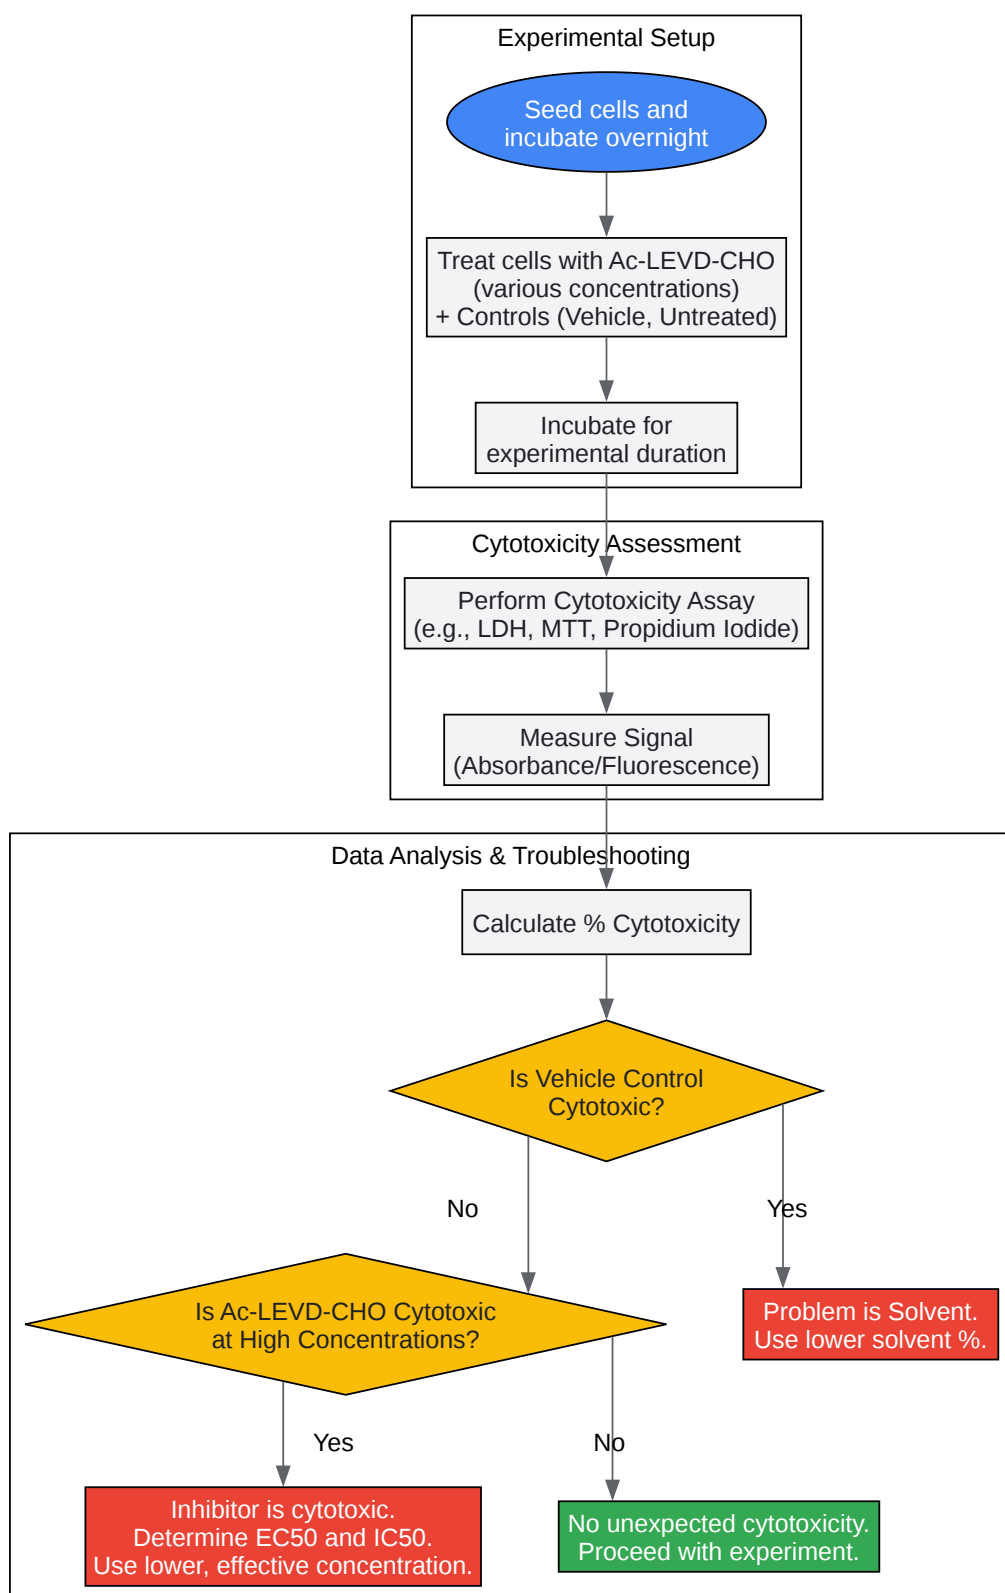 Experimental Setup
Seed cells and
incubate overnight
Treat cells with Ac-LEVD-CHO
(various concentrations)
+ Controls (Vehicle, Untreated)
Incubate for
experimental duration
Cytotoxicity Assessment
Perform Cytotoxicity Assay
(e.g., LDH, MTT, Propidium Iodide)
Measure Signal
(Absorbance/Fluorescence)
Data Analysis & Troubleshooting
Calculate % Cytotoxicity
Is Vehicle Control
Cytotoxic?
No
Yes
Is Ac-LEVD-CHO Cytotoxic
at High Concentrations?
Problem is Solvent.
Use lower solvent %.
Yes
No
Inhibitor is cytotoxic.
Determine EC50 and IC50.
Use lower, effective concentration.
No unexpected cytotoxicity.
Proceed with experiment.